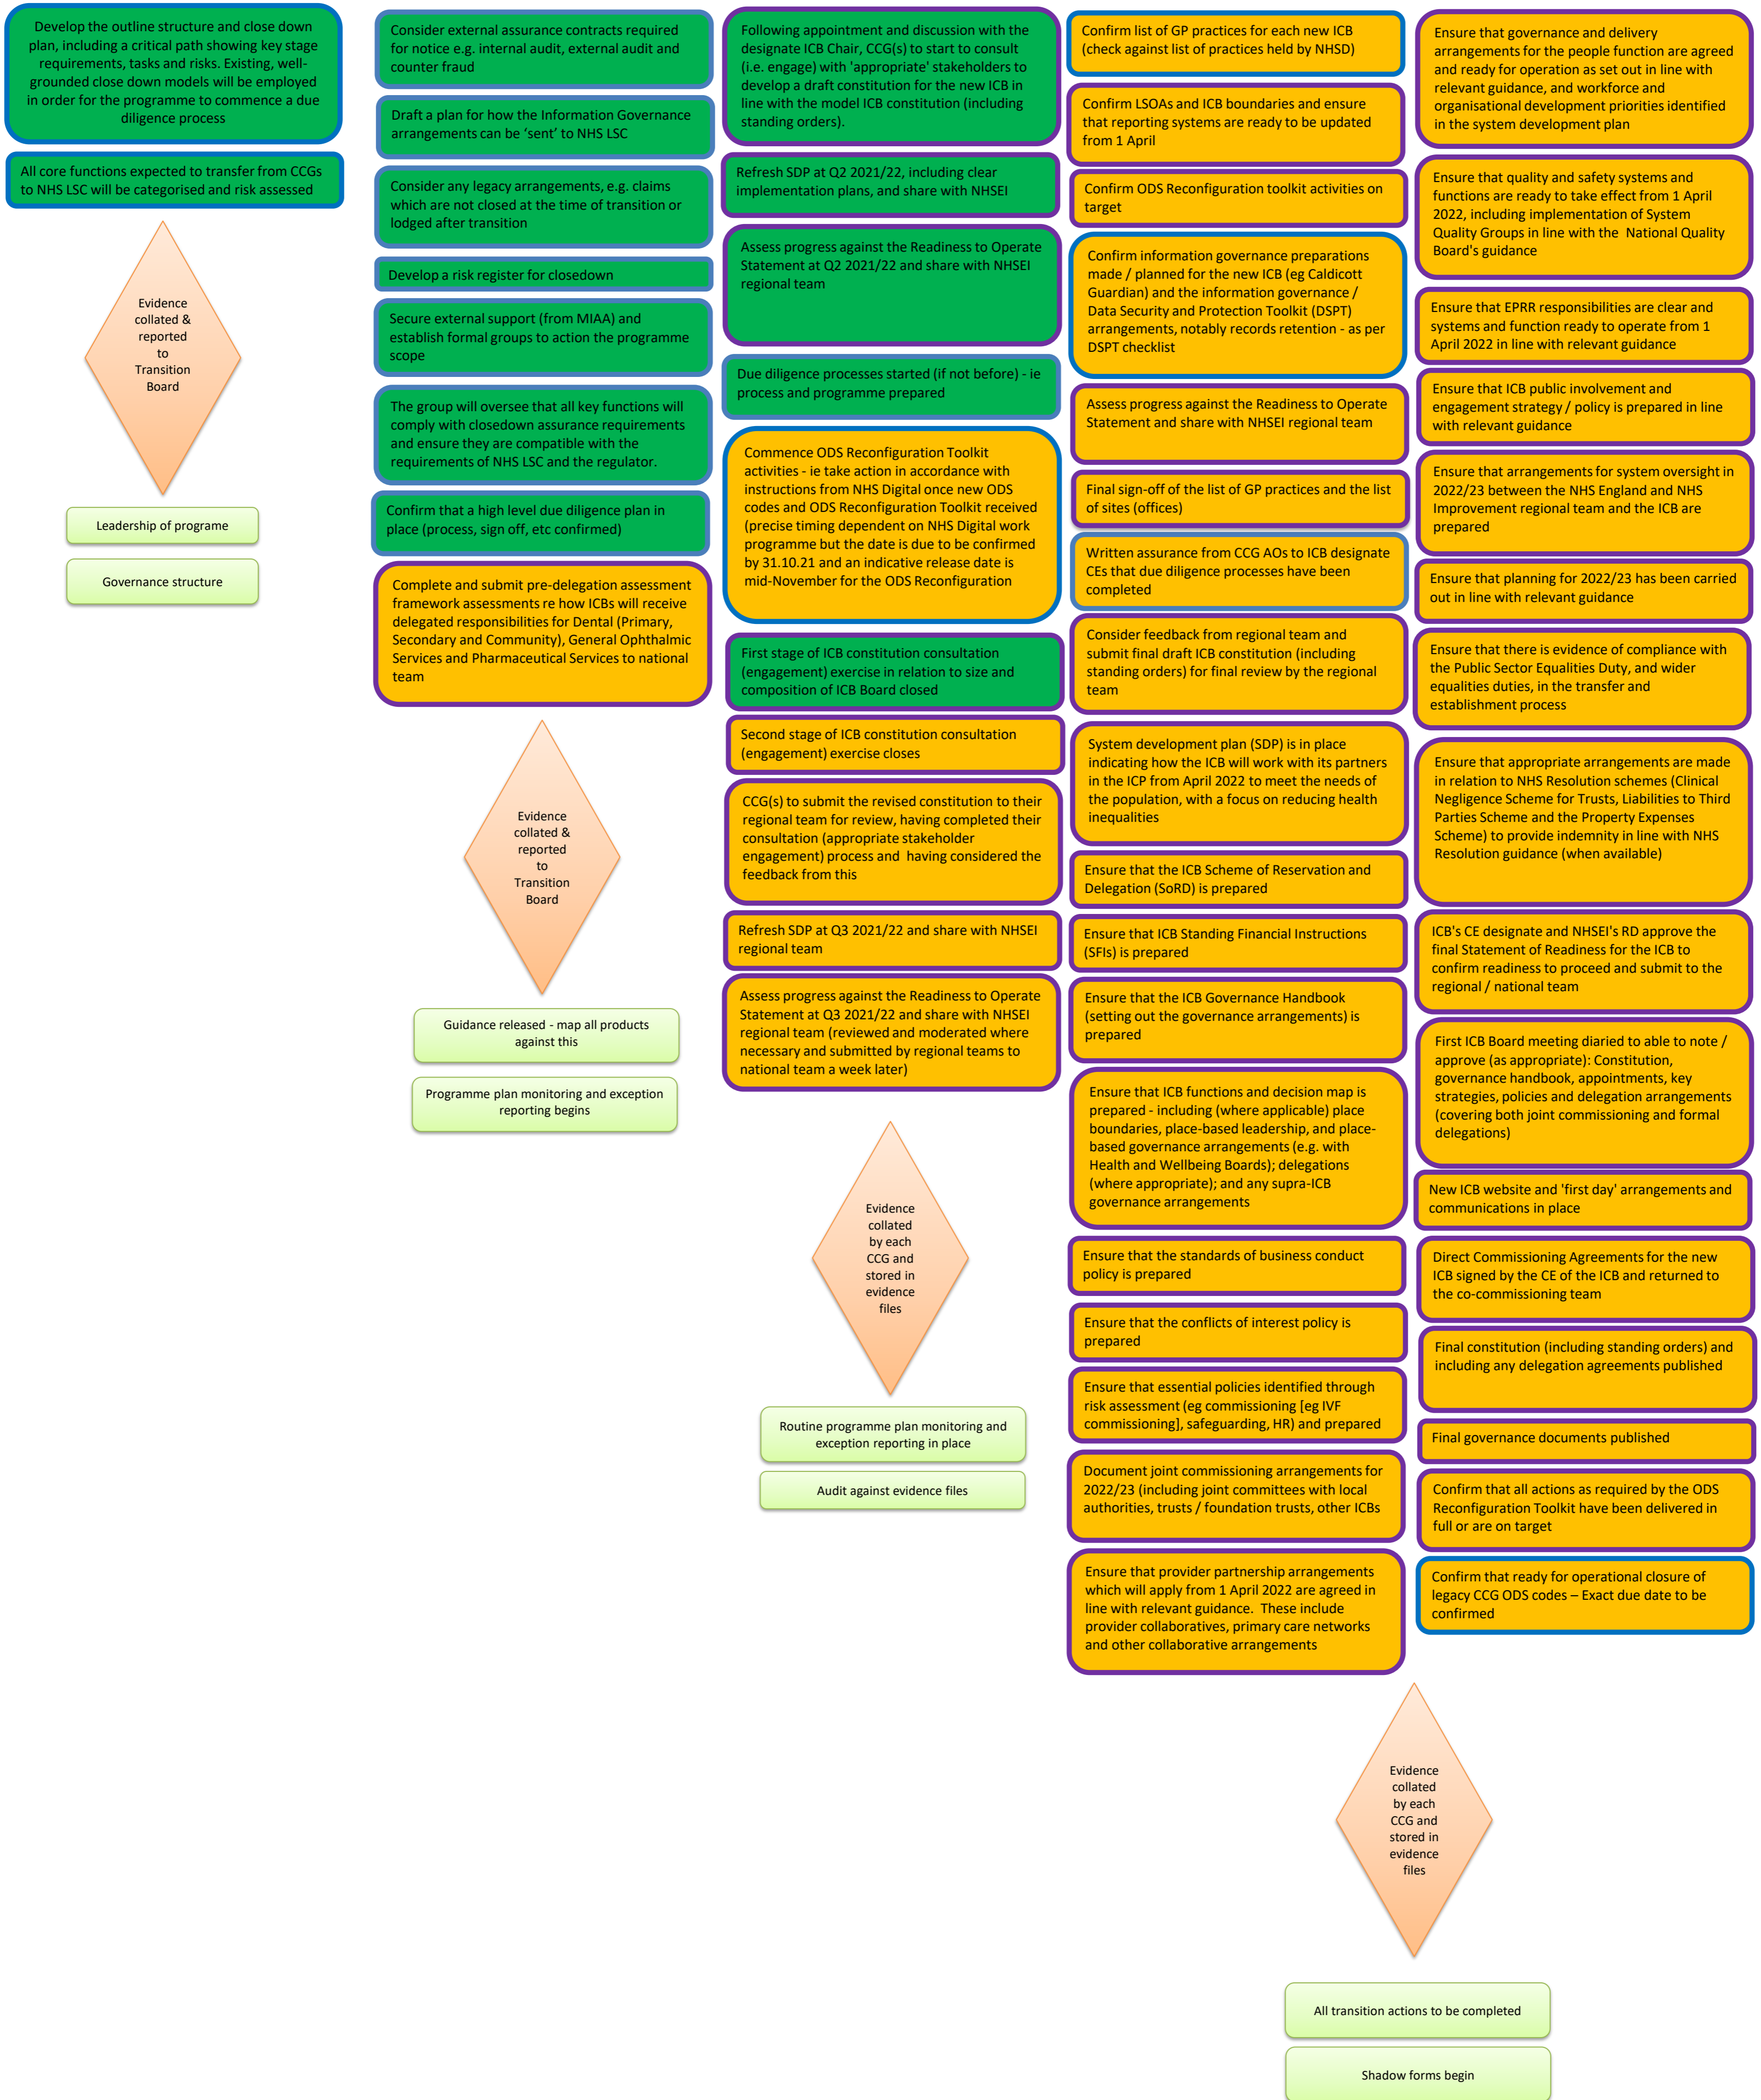 Develop the outline structure and close down
plan, including a critical path showing key stage
requirements, tasks and risks. Existing, well-
grounded close down models will be employed
in order for the programme to commence a due
diligence process
All core functions expected to transfer from CCGs
to NHS LSC will be categorised and risk assessed
Evidence
collated &
reported
to
Transition
Board
Leadership of programe
Governance structure
Consider external assurance contracts required
for notice e.g. internal audit, external audit and
counter fraud
Draft a plan for how the Information Governance
arrangements can be ‘sent’ to NHS LSC
Consider any legacy arrangements, e.g. claims
which are not closed at the time of transition or
lodged after transition
Develop a risk register for closedown
Secure external support (from MIAA) and
establish formal groups to action the programme
scope
The group will oversee that all key functions will
comply with closedown assurance requirements
and ensure they are compatible with the
requirements of NHS LSC and the regulator.
Confirm that a high level due diligence plan in
place (process, sign off, etc confirmed)
Complete and submit pre-delegation assessment
framework assessments re how ICBs will receive
delegated responsibilities for Dental (Primary,
Secondary and Community), General Ophthalmic
Services and Pharmaceutical Services to national
team
Evidence
collated &
reported
to
Transition
Board
Guidance released - map all products
against this
Programme plan monitoring and exception
reporting begins
Following appointment and discussion with the
designate ICB Chair, CCG(s) to start to consult
(i.e. engage) with 'appropriate' stakeholders to
develop a draft constitution for the new ICB in
line with the model ICB constitution (including
standing orders).
Refresh SDP at Q2 2021/22, including clear
implementation plans, and share with NHSEI
Assess progress against the Readiness to Operate
Statement at Q2 2021/22 and share with NHSEI
regional team
Due diligence processes started (if not before) - ie
process and programme prepared
Commence ODS Reconfiguration Toolkit
activities - ie take action in accordance with
instructions from NHS Digital once new ODS
codes and ODS Reconfiguration Toolkit received
(precise timing dependent on NHS Digital work
programme but the date is due to be confirmed
by 31.10.21 and an indicative release date is
mid-November for the ODS Reconfiguration
First stage of ICB constitution consultation
(engagement) exercise in relation to size and
composition of ICB Board closed
Second stage of ICB constitution consultation
(engagement) exercise closes
CCG(s) to submit the revised constitution to their
regional team for review, having completed their
consultation (appropriate stakeholder
engagement) process and having considered the
feedback from this
Refresh SDP at Q3 2021/22 and share with NHSEI
regional team
Assess progress against the Readiness to Operate
Statement at Q3 2021/22 and share with NHSEI
regional team (reviewed and moderated where
necessary and submitted by regional teams to
national team a week later)
Evidence
collated
by each
CCG and
stored in
evidence
files
Routine programme plan monitoring and
exception reporting in place
Audit against evidence files
Confirm list of GP practices for each new ICB
(check against list of practices held by NHSD)
Confirm LSOAs and ICB boundaries and ensure
that reporting systems are ready to be updated
from 1 April
Confirm ODS Reconfiguration toolkit activities on
target
Confirm information governance preparations
made / planned for the new ICB (eg Caldicott
Guardian) and the information governance /
Data Security and Protection Toolkit (DSPT)
arrangements, notably records retention - as per
DSPT checklist
Assess progress against the Readiness to Operate
Statement and share with NHSEI regional team
Final sign-off of the list of GP practices and the list
of sites (offices)
Written assurance from CCG AOs to ICB designate
CEs that due diligence processes have been
completed
Consider feedback from regional team and
submit final draft ICB constitution (including
standing orders) for final review by the regional
team
System development plan (SDP) is in place
indicating how the ICB will work with its partners
in the ICP from April 2022 to meet the needs of
the population, with a focus on reducing health
inequalities
Ensure that the ICB Scheme of Reservation and
Delegation (SoRD) is prepared
Ensure that ICB Standing Financial Instructions
(SFIs) is prepared
Ensure that the ICB Governance Handbook
(setting out the governance arrangements) is
prepared
Ensure that ICB functions and decision map is
prepared - including (where applicable) place
boundaries, place-based leadership, and place-
based governance arrangements (e.g. with
Health and Wellbeing Boards); delegations
(where appropriate); and any supra-ICB
governance arrangements
Ensure that the standards of business conduct
policy is prepared
Ensure that the conflicts of interest policy is
prepared
Ensure that essential policies identified through
risk assessment (eg commissioning [eg IVF
commissioning], safeguarding, HR) and prepared
Document joint commissioning arrangements for
2022/23 (including joint committees with local
authorities, trusts / foundation trusts, other ICBs
Ensure that provider partnership arrangements
which will apply from 1 April 2022 are agreed in
line with relevant guidance. These include
provider collaboratives, primary care networks
and other collaborative arrangements
Ensure that governance and delivery
arrangements for the people function are agreed
and ready for operation as set out in line with
relevant guidance, and workforce and
organisational development priorities identified
in the system development plan
Ensure that quality and safety systems and
functions are ready to take effect from 1 April
2022, including implementation of System
Quality Groups in line with the National Quality
Board's guidance
Ensure that EPRR responsibilities are clear and
systems and function ready to operate from 1
April 2022 in line with relevant guidance
Ensure that ICB public involvement and
engagement strategy / policy is prepared in line
with relevant guidance
Ensure that arrangements for system oversight in
2022/23 between the NHS England and NHS
Improvement regional team and the ICB are
prepared
Ensure that planning for 2022/23 has been carried
out in line with relevant guidance
Ensure that there is evidence of compliance with
the Public Sector Equalities Duty, and wider
equalities duties, in the transfer and
establishment process
Ensure that appropriate arrangements are made
in relation to NHS Resolution schemes (Clinical
Negligence Scheme for Trusts, Liabilities to Third
Parties Scheme and the Property Expenses
Scheme) to provide indemnity in line with NHS
Resolution guidance (when available)
ICB's CE designate and NHSEI's RD approve the
final Statement of Readiness for the ICB to
confirm readiness to proceed and submit to the
regional / national team
First ICB Board meeting diaried to able to note /
approve (as appropriate): Constitution,
governance handbook, appointments, key
strategies, policies and delegation arrangements
(covering both joint commissioning and formal
delegations)
New ICB website and 'first day' arrangements and
communications in place
Direct Commissioning Agreements for the new
ICB signed by the CE of the ICB and returned to
the co-commissioning team
Final constitution (including standing orders) and
including any delegation agreements published
Final governance documents published
Confirm that all actions as required by the ODS
Reconfiguration Toolkit have been delivered in
full or are on target
Confirm that ready for operational closure of
legacy CCG ODS codes – Exact due date to be
confirmed
Evidence
collated
by each
CCG and
stored in
evidence
files
All transition actions to be completed
Shadow forms begin